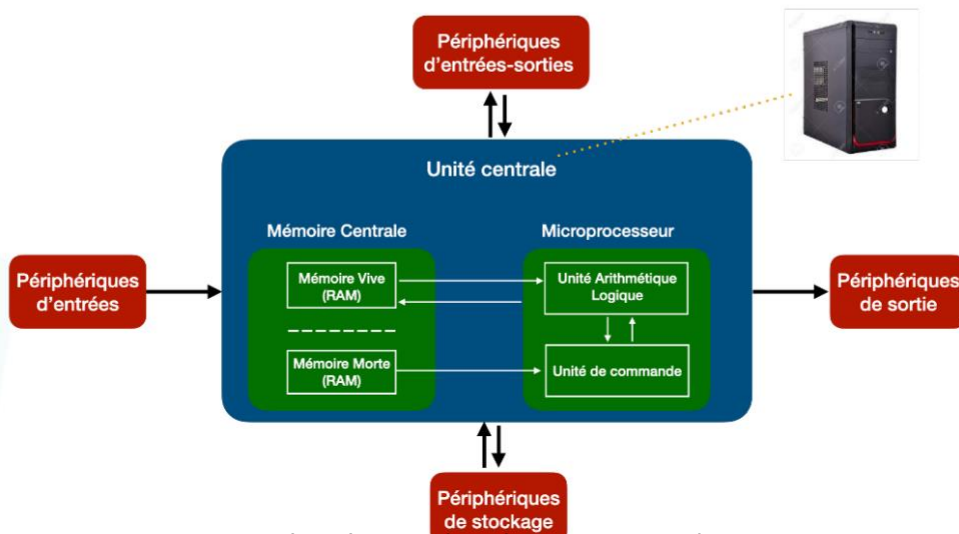 Périphériques
d'entrées-sorties
Unité centrale
Mémoire Centrale
Microprocesseur
Périphériques
d'entrées
Mémoire Vive
(RAM)
Unité Arithmétique
Logique
Périphériques
de sortie
Mémoire Morte
(RAM)
Unité de commande
Périphériques
de stockage